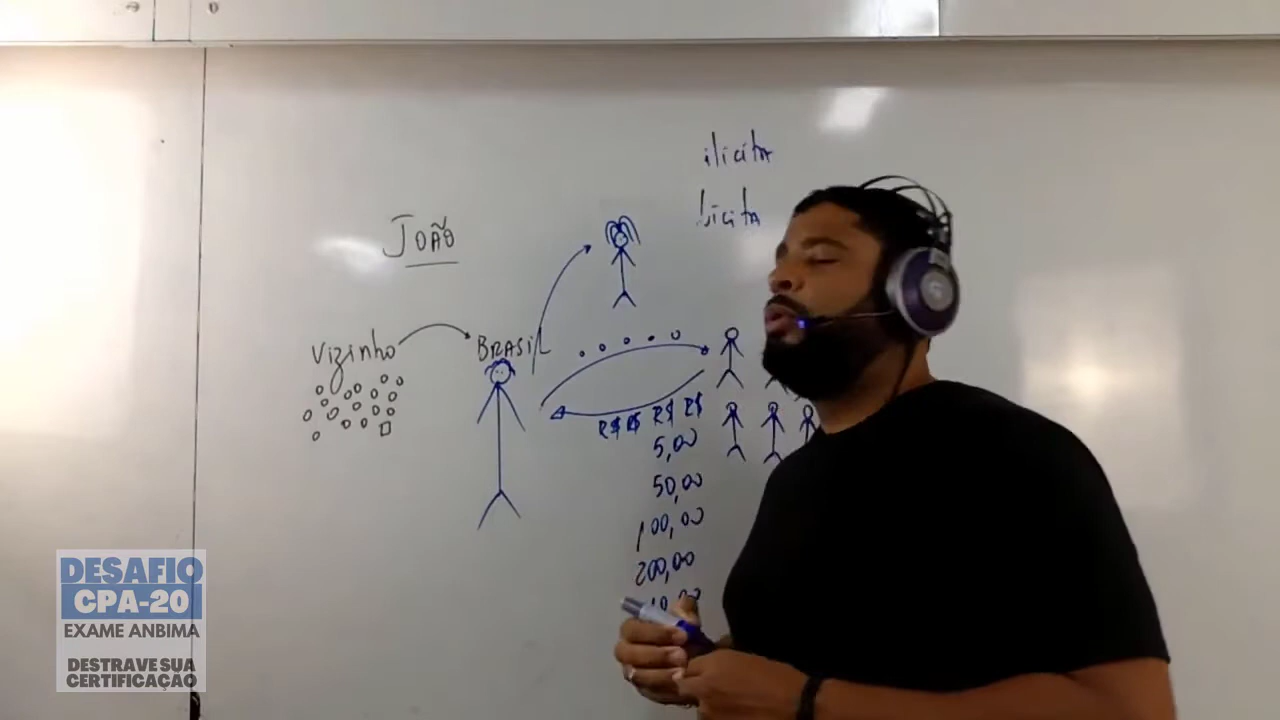 ilícita
lícita
JOÃO
Vizinho
BRASIL
R$ R$ R$ R$
5,00
50,00
100,00
200,00
DESAFIO
CPA-20
EXAME ANBIMA
DESTRAVE SUA
CERTIFICAÇÃO